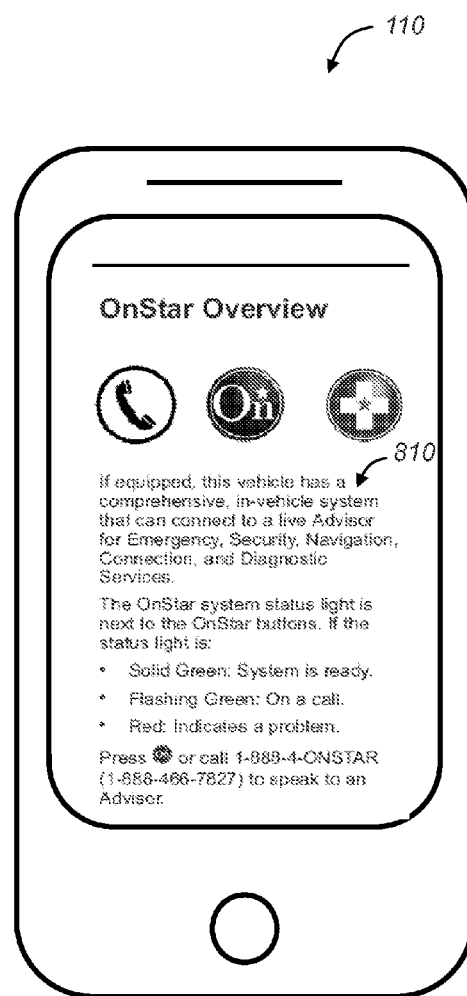 110
OnStar Overview
On
810
If equipped, this vehicle has a
comprehensive, in-vehicle system
that can connect to a live Advisor
for Emergency, Security, Navigation,
Connection, and Diagnostic
Services.
The OnStar system status light is
next to the OnStar buttons. If the
status light is:
• Solid Green: System is ready.
• Flashing Green: On a call.
• Red: Indicates a problem.
Press or call 1-888-4-ONSTAR
(1-888-466-7827) to speak to an
Advisor.